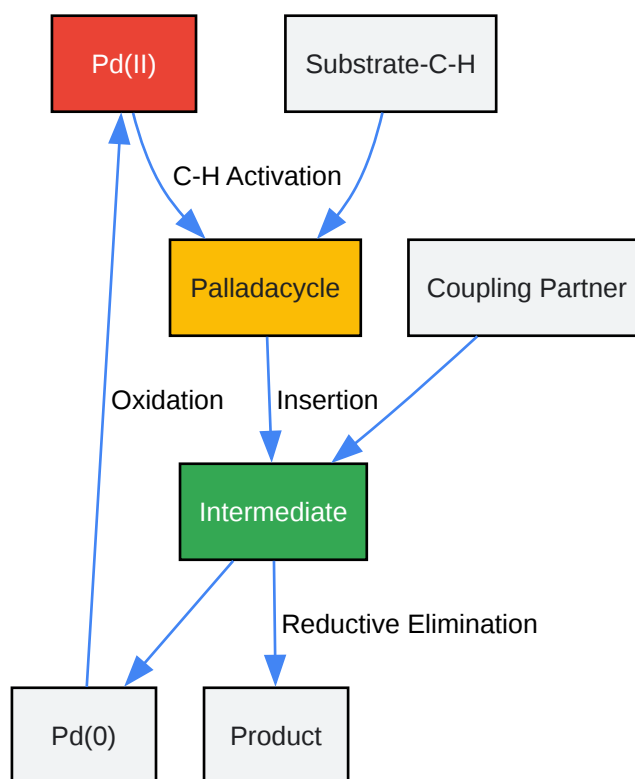 Pd(II)
Substrate-C-H
C-H Activation
Palladacycle
Coupling Partner
Oxidation
Insertion
Intermediate
Reductive Elimination
Pd(0)
Product